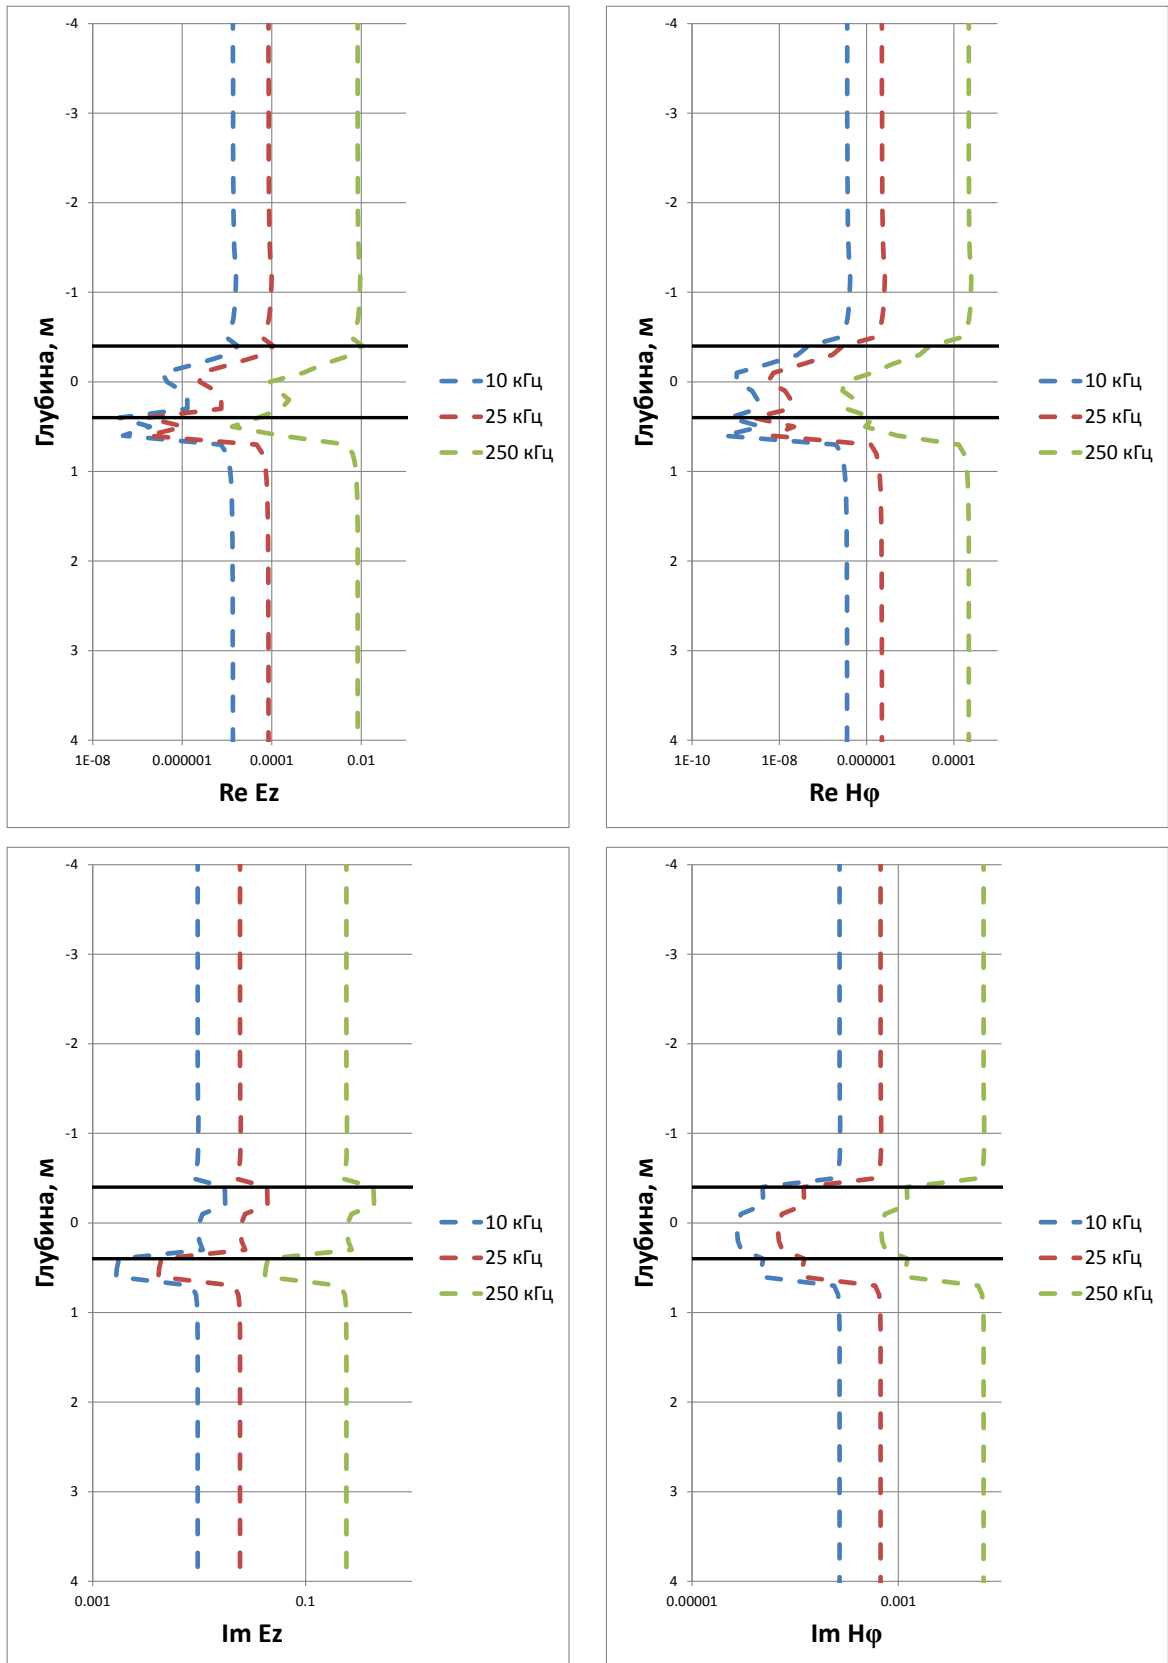 -4
-3
-2
-1
0
1
2
3
4
Глубина, м
1E-08 0.000001 0.0001 0.01
Re Ez
10 кГц
25 кГц
250 кГц
-4
-3
-2
-1
0
1
2
3
4
Глубина, м
1E-10 1E-08 0.000001 0.0001
Re Hφ
10 кГц
25 кГц
250 кГц
-4
-3
-2
-1
0
1
2
3
4
Глубина, м
0.001 0.1
Im Ez
10 кГц
25 кГц
250 кГц
-4
-3
-2
-1
0
1
2
3
4
Глубина, м
0.00001 0.001
Im Hφ
10 кГц
25 кГц
250 кГц